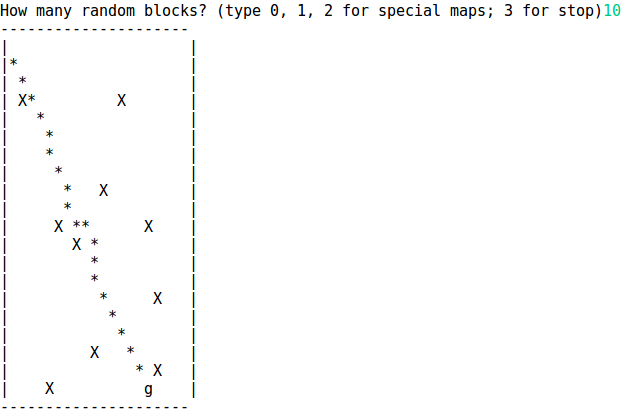 How many random blocks? (type 0, 1, 2 for special maps; 3 for stop)10
---------------------
|                    |
|*                   |
| *                  |
| X*         X       |
|   *                |
|    *               |
|    *               |
|     *              |
|      *   X         |
|      *             |
|     X **      X    |
|       X *          |
|         *          |
|         *          |
|          *     X   |
|           *        |
|            *       |
|         X   *      |
|              * X   |
|    X          g    |
---------------------